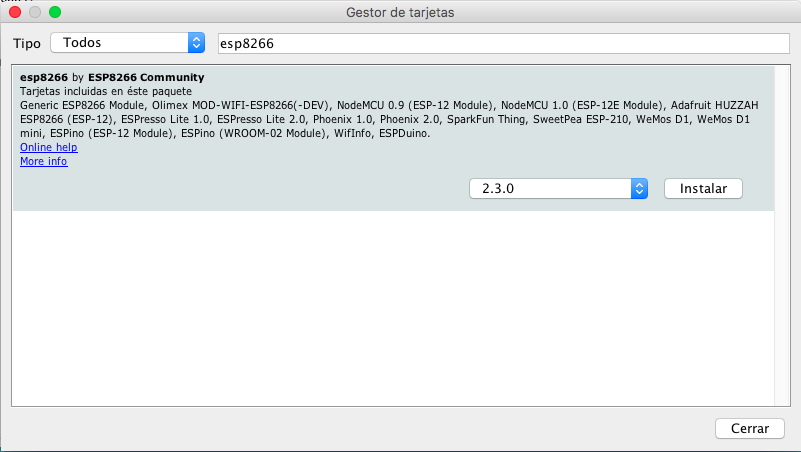 Gestor de tarjetas
Tipo Todos esp8266
esp8266 by ESP8266 Community
Tarjetas incluidas en éste paquete
Generic ESP8266 Module, Olimex MOD-WIFI-ESP8266(-DEV), NodeMCU 0.9 (ESP-12 Module), NodeMCU 1.0 (ESP-12E Module), Adafruit HUZZAH
ESP8266 (ESP-12), ESPresso Lite 1.0, ESPresso Lite 2.0, Phoenix 1.0, Phoenix 2.0, SparkFun Thing, SweetPea ESP-210, WeMos D1, WeMos D1
mini, ESPino (ESP-12 Module), ESPino (WROOM-02 Module), WifInfo, ESPDuino.
Online help
More info
2.3.0 Instalar
Cerrar